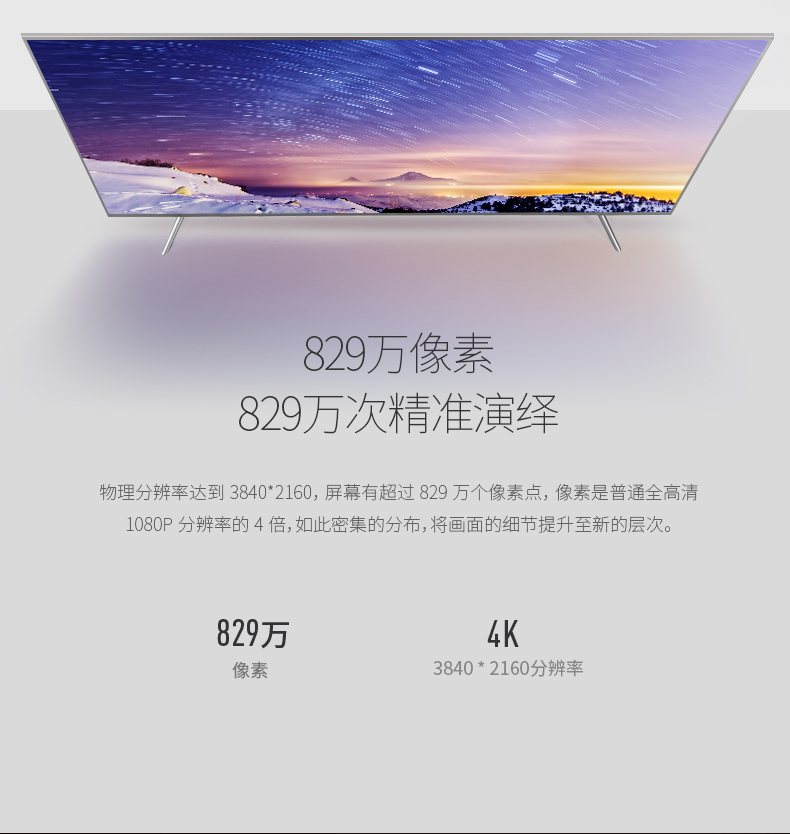 829万像素
829万次精准演绎
物理分辨率达到 3840*2160，屏幕有超过 829 万个像素点，像素是普通全高清
1080P 分辨率的 4 倍，如此密集的分布，将画面的细节提升至新的层次。
829万
4K
像素
3840 * 2160分辨率